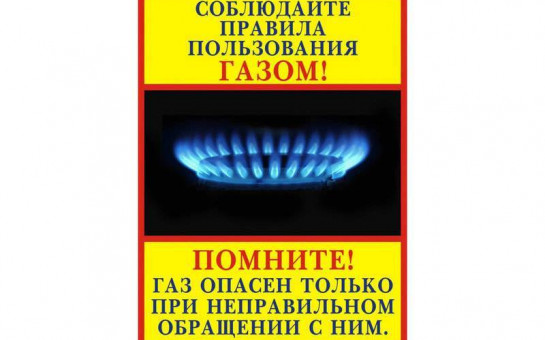 СОБЛЮДАЙТЕ
ПРАВИЛА
ПОЛЬЗОВАНИЯ
ГАЗОМ!
ПОМНИТЕ!
ГАЗ ОПАСЕН ТОЛЬКО
ПРИ НЕПРАВИЛЬНОМ
ОБРАЩЕНИИ С НИМ.